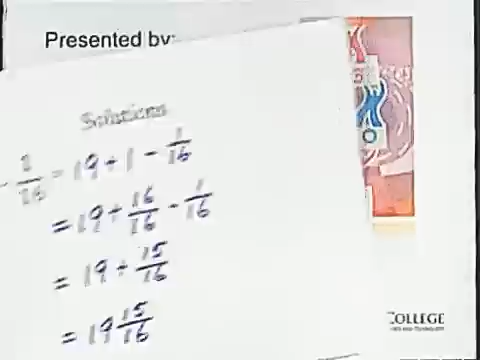 Presented by:
Solutions
- 1/16 = 19 + 1 - 1/16
= 19 + 16/16 - 1/16
= 19 + 15/16
= 19 15/16
COLLEGE